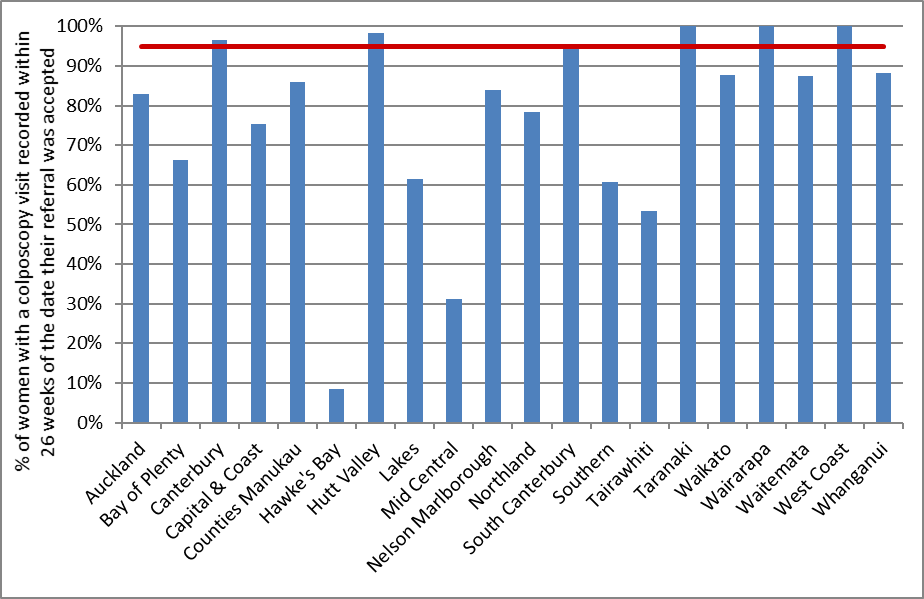 % of women with a colposcopy visit recorded within
26 weeks of the date their referral was accepted
100%
90%
80%
70%
60%
50%
40%
30%
20%
10%
0%
Auckland
Bay of Plenty
Canterbury
Capital & Coast
Counties Manukau
Hawke's Bay
Hutt Valley
Lakes
Mid Central
Nelson Marlborough
Northland
South Canterbury
Southern
Tairawhiti
Taranaki
Waikato
Wairarapa
Waitemata
West Coast
Whanganui